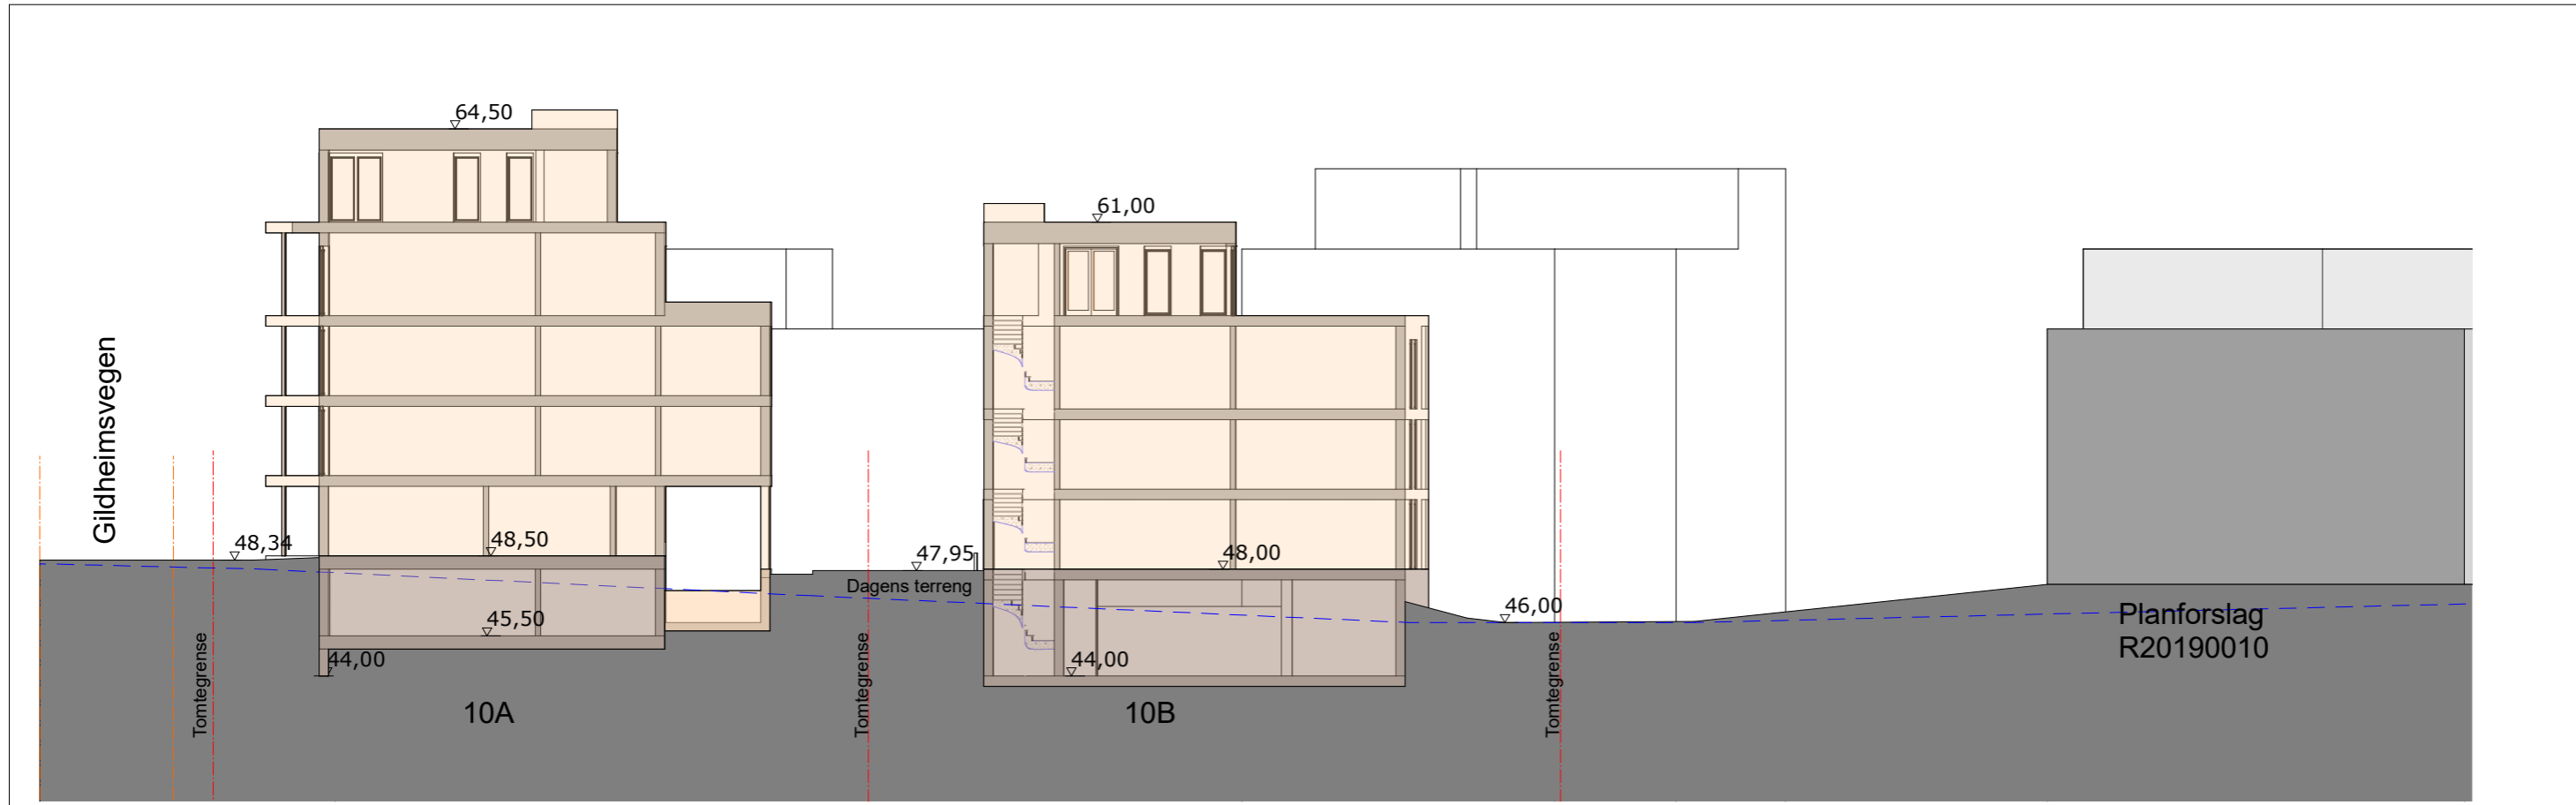 64,50
61,00
Gildheimsvegen
48,34
48,50
47,95
48,00
Dagens terreng
45,50
46,00
44,00
44,00
Planforslag
R20190010
Tomtegrense
Tomtegrense
Tomtegrense
10A
10B